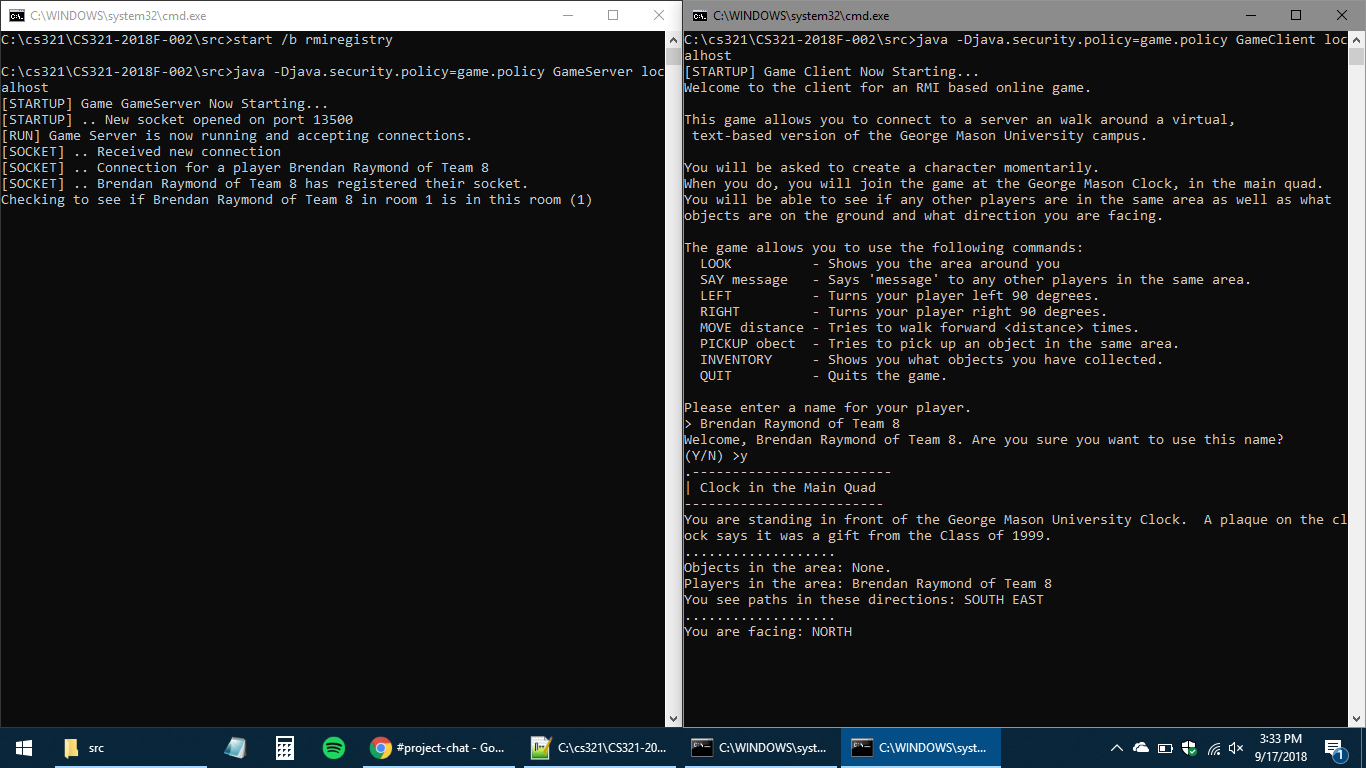 C:\WINDOWS\system32\cmd.exe
C:\cs321\CS321-2018F-002\src>start /b rmiregistry
C:\cs321\CS321-2018F-002\src>java -Djava.security.policy=game.policy GameServer loc
alhost
[STARTUP] Game GameServer Now Starting...
[STARTUP] .. New socket opened on port 13500
[RUN] Game Server is now running and accepting connections.
[SOCKET] .. Received new connection
[SOCKET] .. Connection for a player Brendan Raymond of Team 8
[SOCKET] .. Brendan Raymond of Team 8 has registered their socket.
Checking to see if Brendan Raymond of Team 8 in room 1 is in this room (1)
C:\WINDOWS\system32\cmd.exe
C:\cs321\CS321-2018F-002\src>java -Djava.security.policy=game.policy GameClient loc
alhost
[STARTUP] Game Client Now Starting...
Welcome to the client for an RMI based online game.
This game allows you to connect to a server an walk around a virtual,
 text-based version of the George Mason University campus.
You will be asked to create a character momentarily.
When you do, you will join the game at the George Mason Clock, in the main quad.
You will be able to see if any other players are in the same area as well as what
objects are on the ground and what direction you are facing.
The game allows you to use the following commands:
  LOOK          - Shows you the area around you
  SAY message   - Says 'message' to any other players in the same area.
  LEFT          - Turns your player left 90 degrees.
  RIGHT         - Turns your player right 90 degrees.
  MOVE distance - Tries to walk forward <distance> times.
  PICKUP obect  - Tries to pick up an object in the same area.
  INVENTORY     - Shows you what objects you have collected.
  QUIT          - Quits the game.
Please enter a name for your player.
> Brendan Raymond of Team 8
Welcome, Brendan Raymond of Team 8. Are you sure you want to use this name?
(Y/N) >y
.-------------------------
| Clock in the Main Quad
-------------------------
You are standing in front of the George Mason University Clock.  A plaque on the cl
ock says it was a gift from the Class of 1999.
...................
Objects in the area: None.
Players in the area: Brendan Raymond of Team 8
You see paths in these directions: SOUTH EAST
...................
You are facing: NORTH
src
#project-chat - Go...
C:\cs321\CS321-20...
C:\WINDOWS\syst...
C:\WINDOWS\syst...
3:33 PM
9/17/2018
1